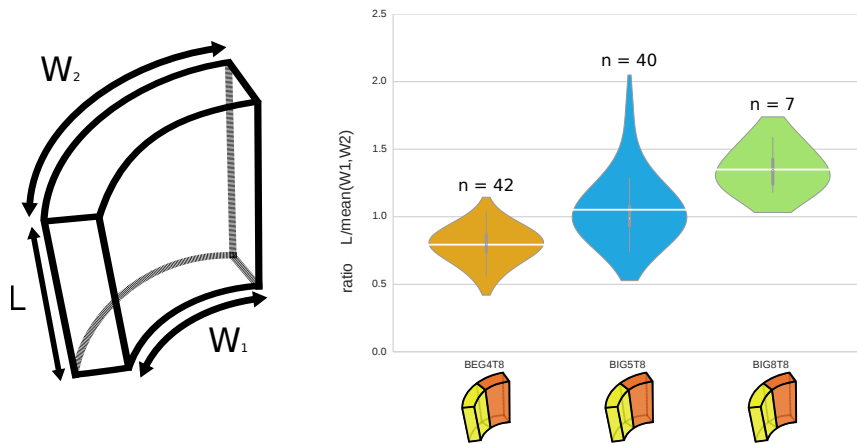 W₂
L
W₁
ratio L/mean(W1,W2)
2.5
2.0
1.5
1.0
0.5
0.0
n = 42
n = 40
n = 7
BEG4T8
BIG5T8
BIG8T8